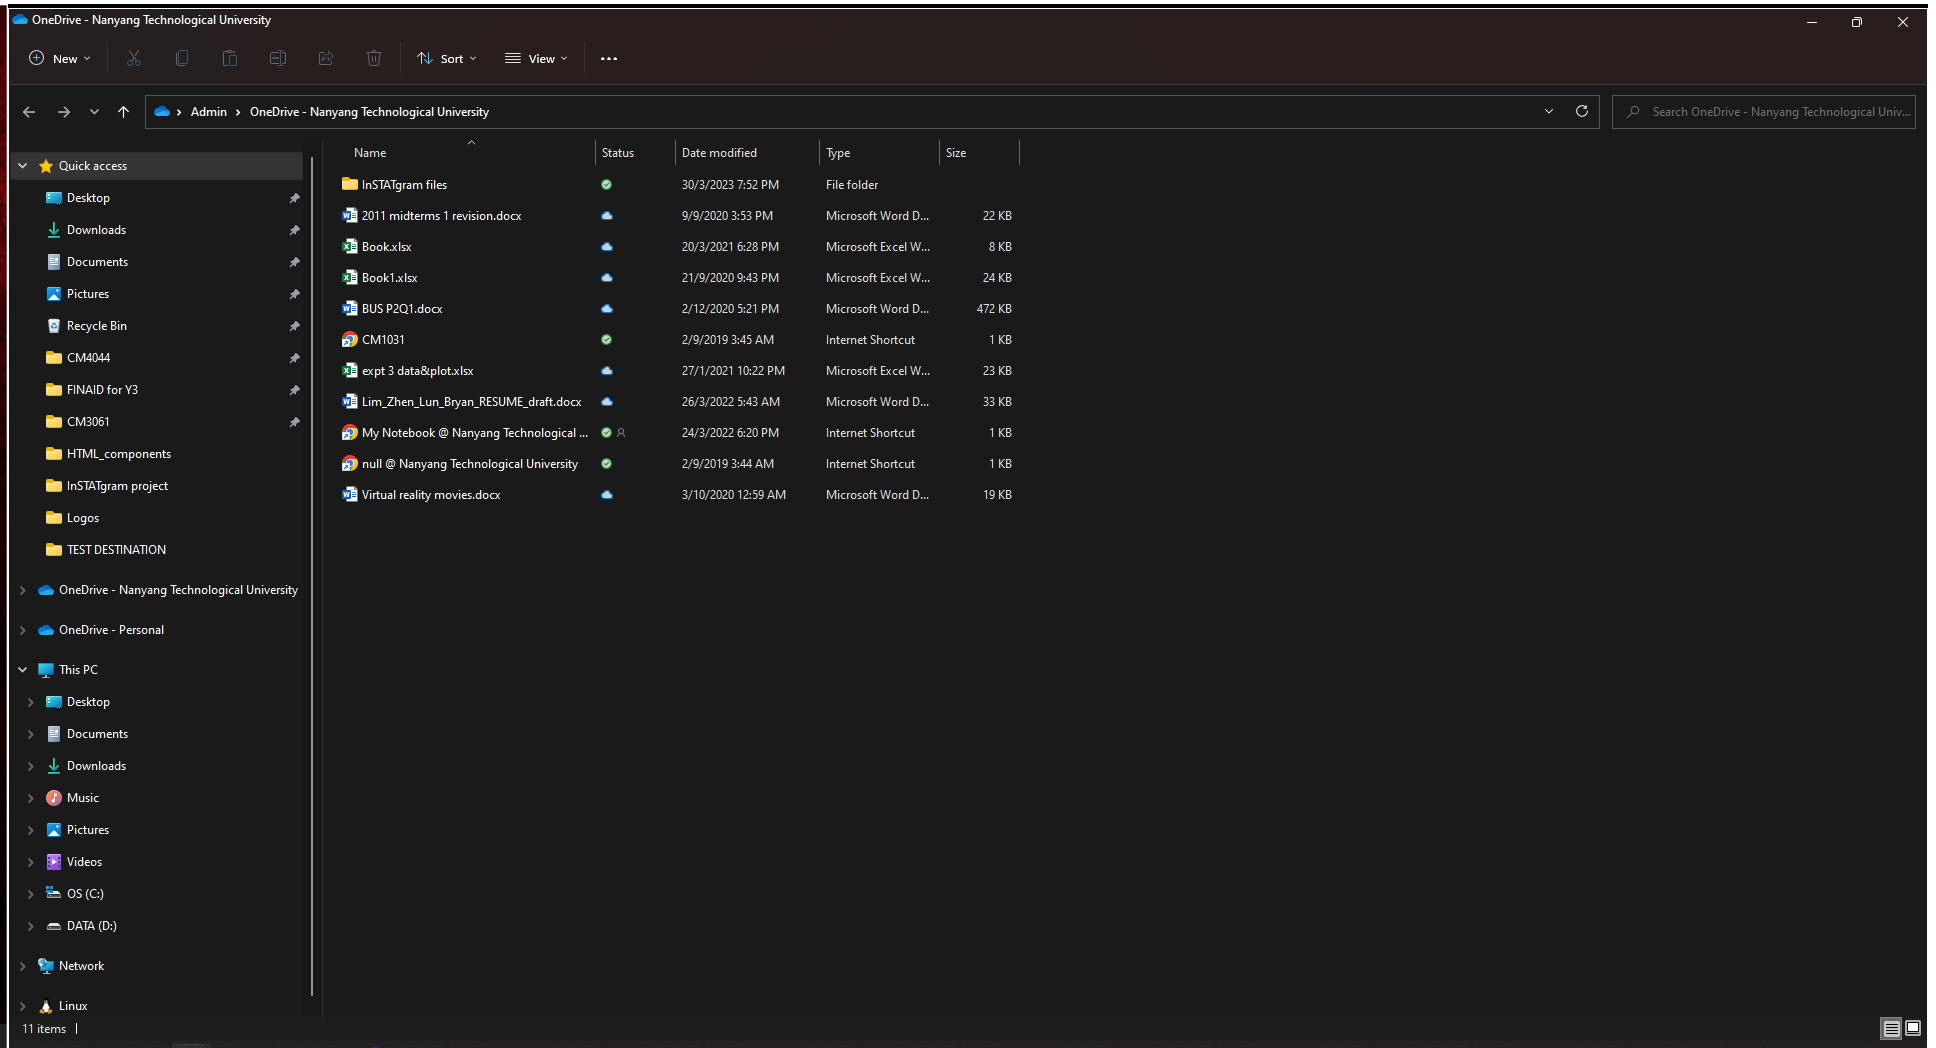 OneDrive - Nanyang Technological University
New Sort View
Admin OneDrive - Nanyang Technological University Search OneDrive - Nanyang Technological Univ...
Quick access
Desktop
Downloads
Documents
Pictures
Recycle Bin
CM4044
FINAID for Y3
CM3061
HTML_components
InSTATgram project
Logos
TEST DESTINATION
OneDrive - Nanyang Technological University
OneDrive - Personal
This PC
Desktop
Documents
Downloads
Music
Pictures
Videos
OS (C:)
DATA (D:)
Network
Linux
Name Status Date modified Type Size
InSTATgram files 30/3/2023 7:52 PM File folder
2011 midterms 1 revision.docx 9/9/2020 3:53 PM Microsoft Word D... 22 KB
Book.xlsx 20/3/2021 6:28 PM Microsoft Excel W... 8 KB
Book1.xlsx 21/9/2020 9:43 PM Microsoft Excel W... 24 KB
BUS P2Q1.docx 2/12/2020 5:21 PM Microsoft Word D... 472 KB
CM1031 2/9/2019 3:45 AM Internet Shortcut 1 KB
expt 3 data&plot.xlsx 27/1/2021 10:22 PM Microsoft Excel W... 23 KB
Lim_Zhen_Lun_Bryan_RESUME_draft.docx 26/3/2022 5:43 AM Microsoft Word D... 33 KB
My Notebook @ Nanyang Technological ... 24/3/2022 6:20 PM Internet Shortcut 1 KB
null @ Nanyang Technological University 2/9/2019 3:44 AM Internet Shortcut 1 KB
Virtual reality movies.docx 3/10/2020 12:59 AM Microsoft Word D... 19 KB
11 items